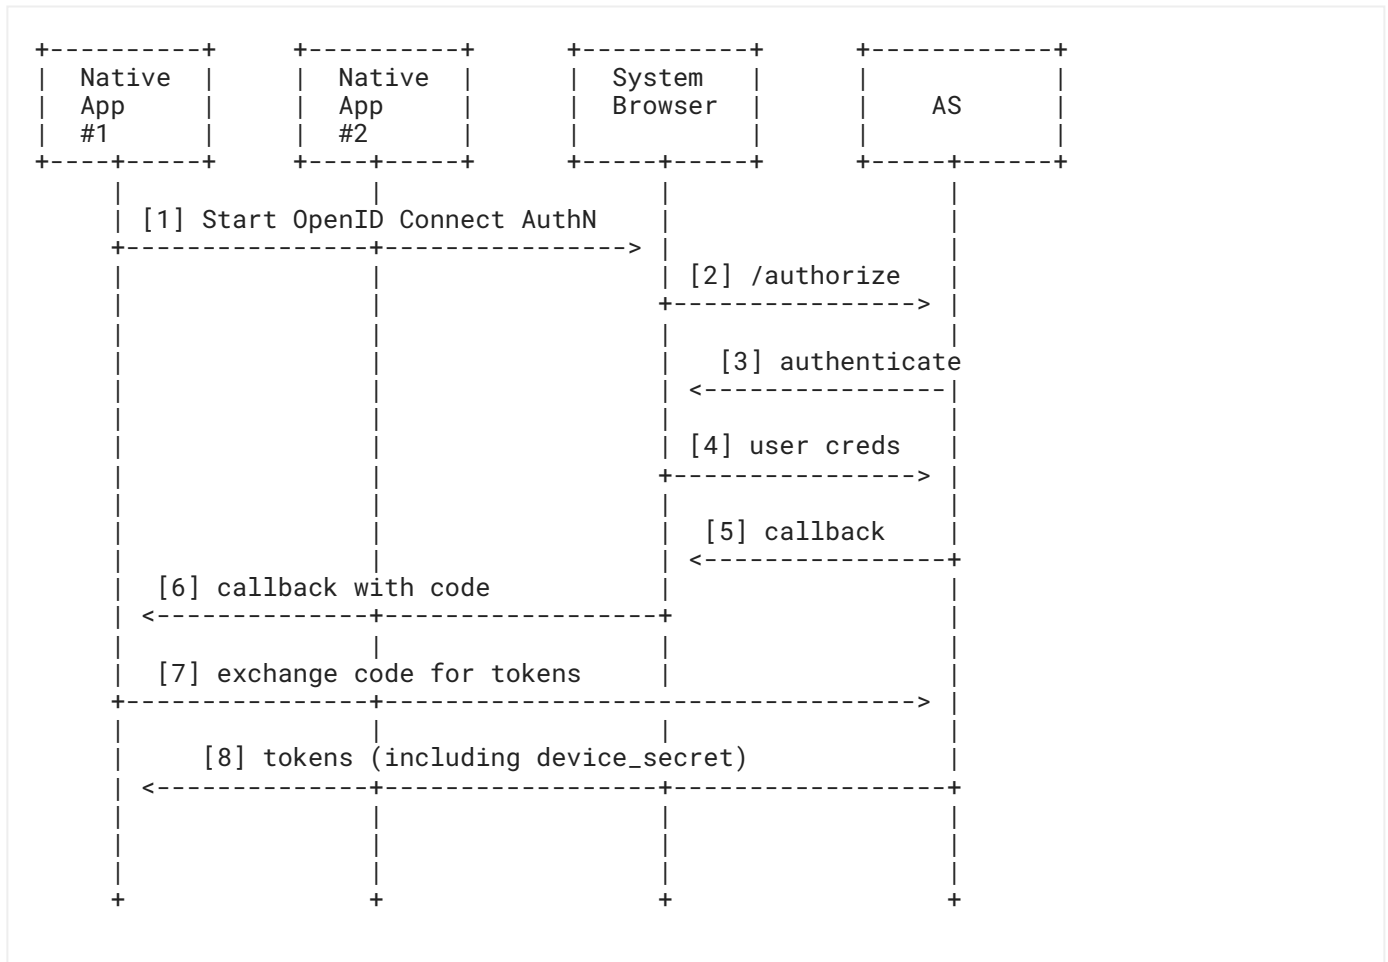 Native Native System
App App Browser AS
#1 #2
[1] Start OpenID Connect AuthN
[2] /authorize
[3] authenticate
[4] user creds
[5] callback
[6] callback with code
[7] exchange code for tokens
[8] tokens (including device_secret)